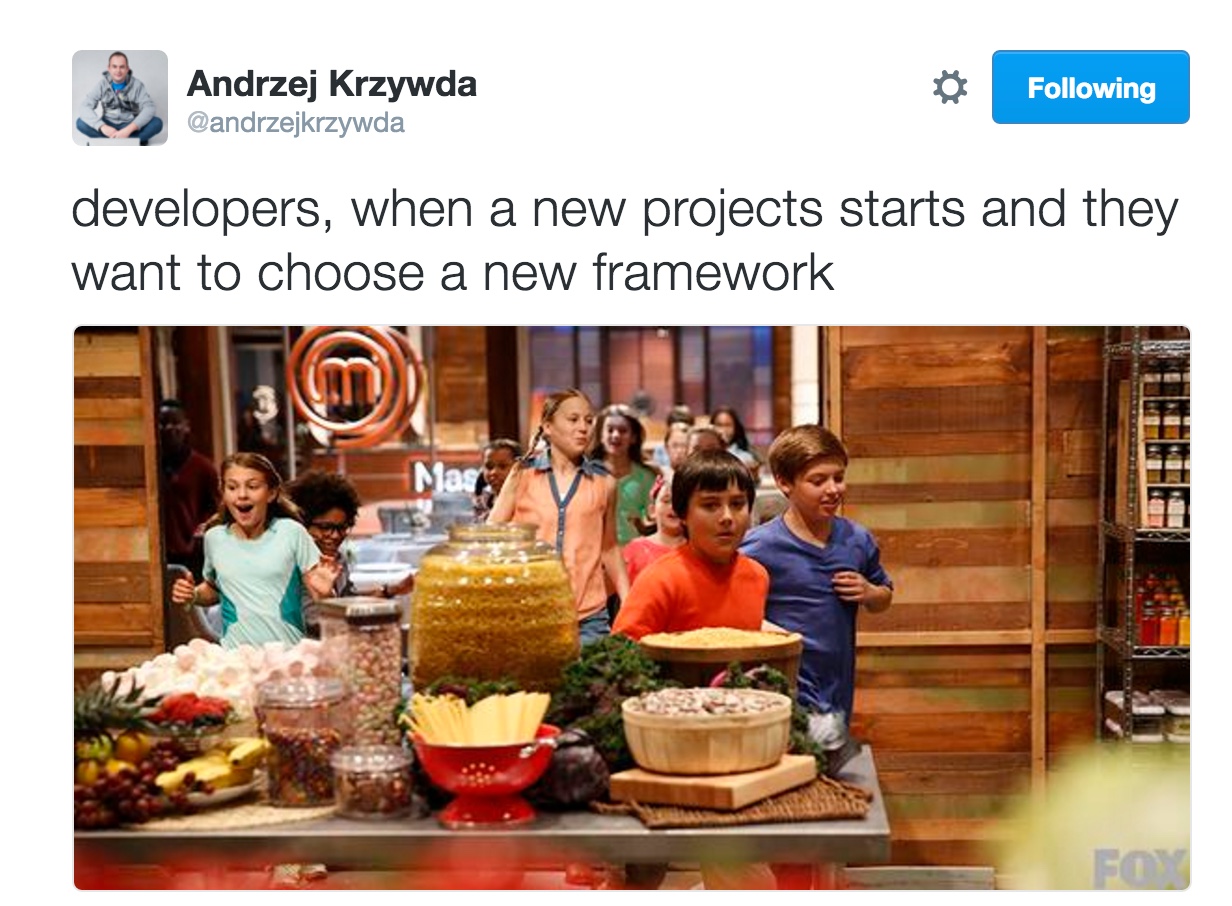 Andrzej Krzywda
@andrzejkrzywda
Following
developers, when a new projects starts and they
want to choose a new framework
m
Mas
FOX